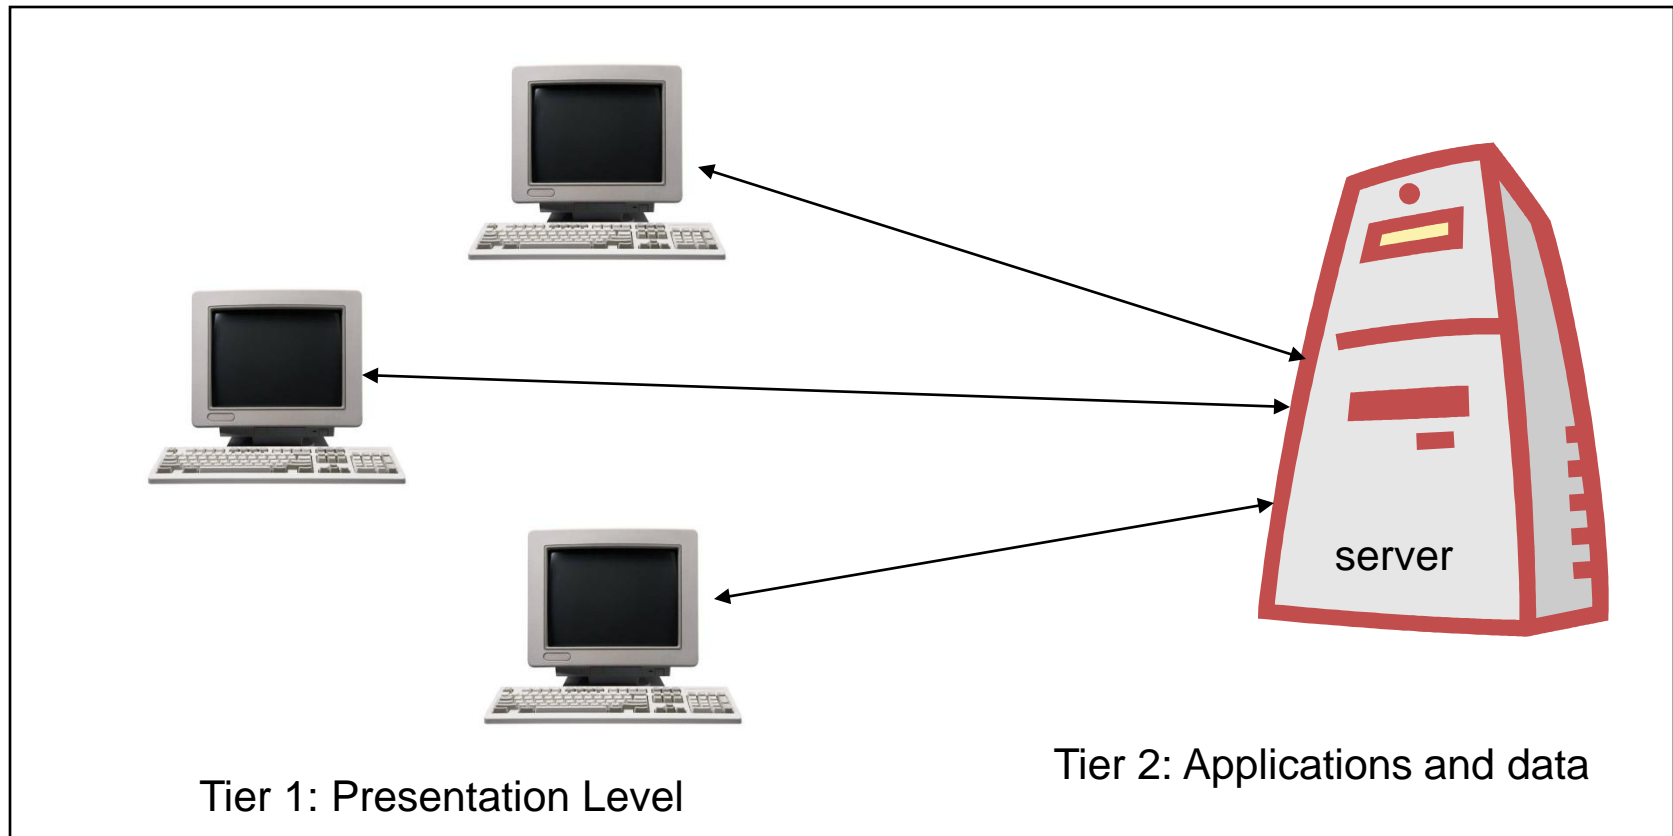 server
Tier 2: Applications and data
Tier 1: Presentation Level